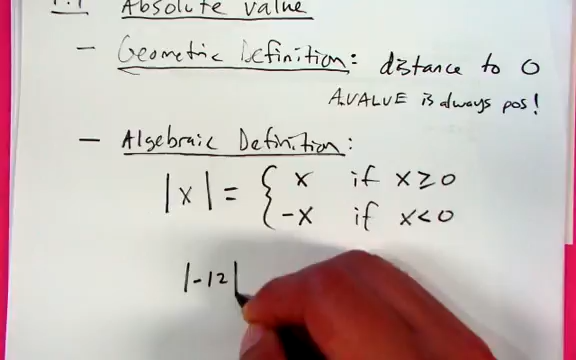 Absolute Value
- Geometric Definition: distance to 0
A.VALUE is always pos!
- Algebraic Definition:
|x| = { x if x ≥ 0
-x if x < 0
|-12|